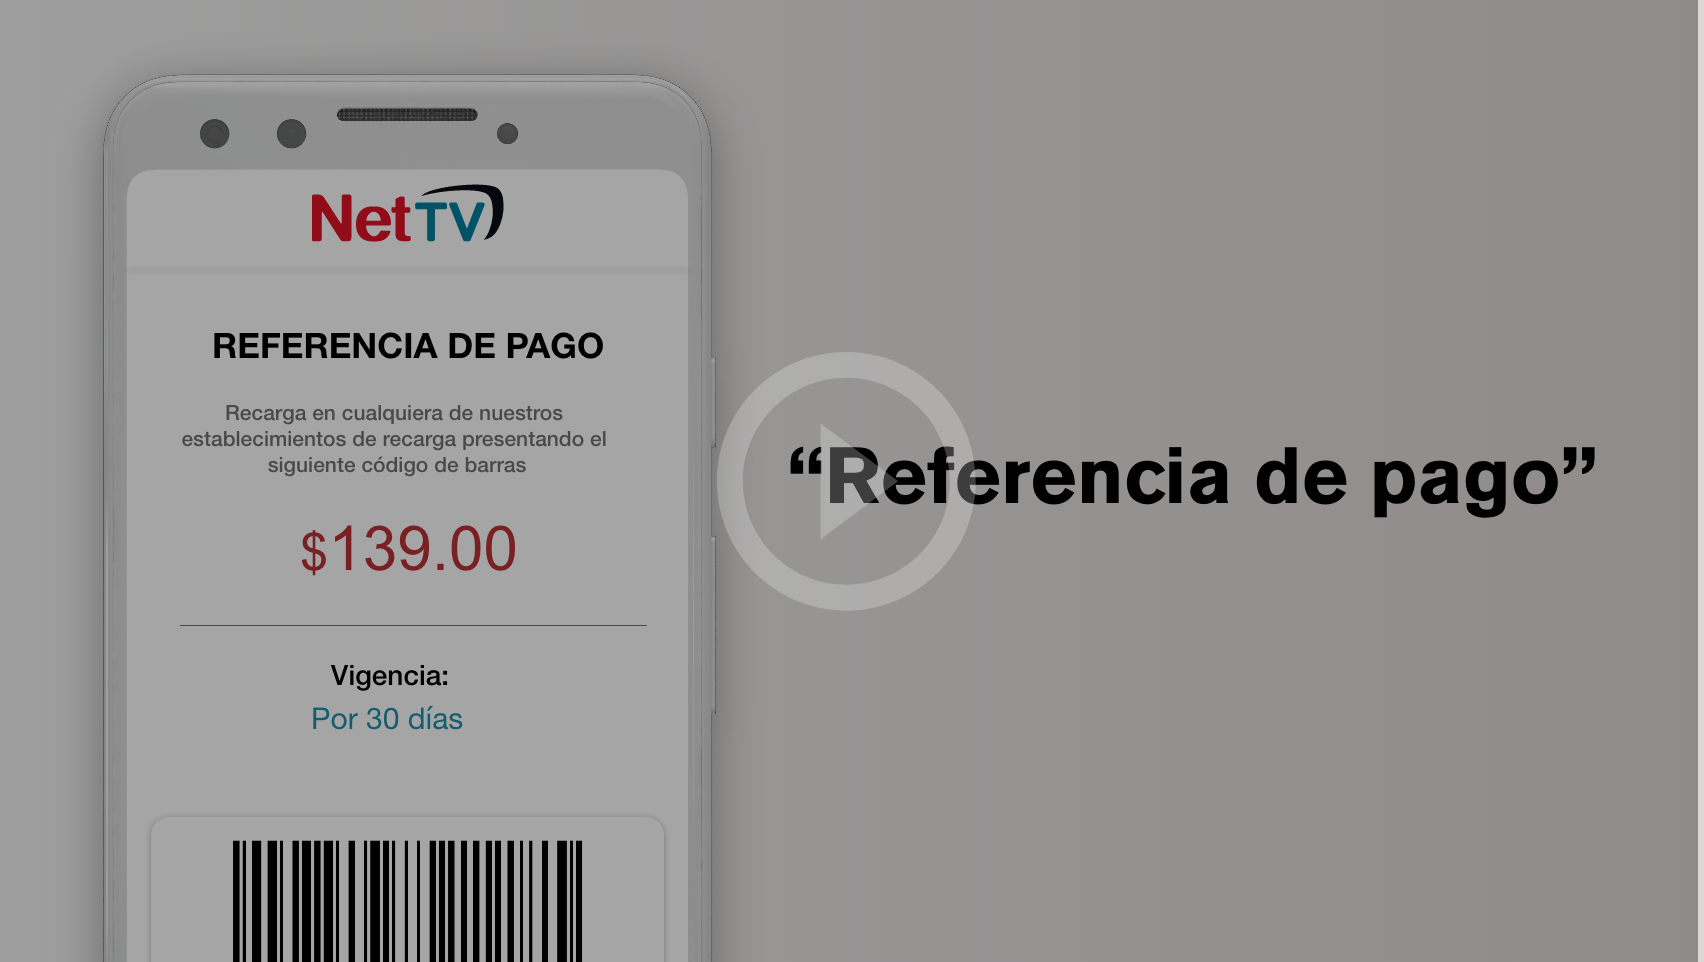 NetTV
REFERENCIA DE PAGO
Recarga en cualquiera de nuestros
establecimientos de recarga presentando el
siguiente código de barras
$139.00
Vigencia:
Por 30 días
“Referencia de pago”